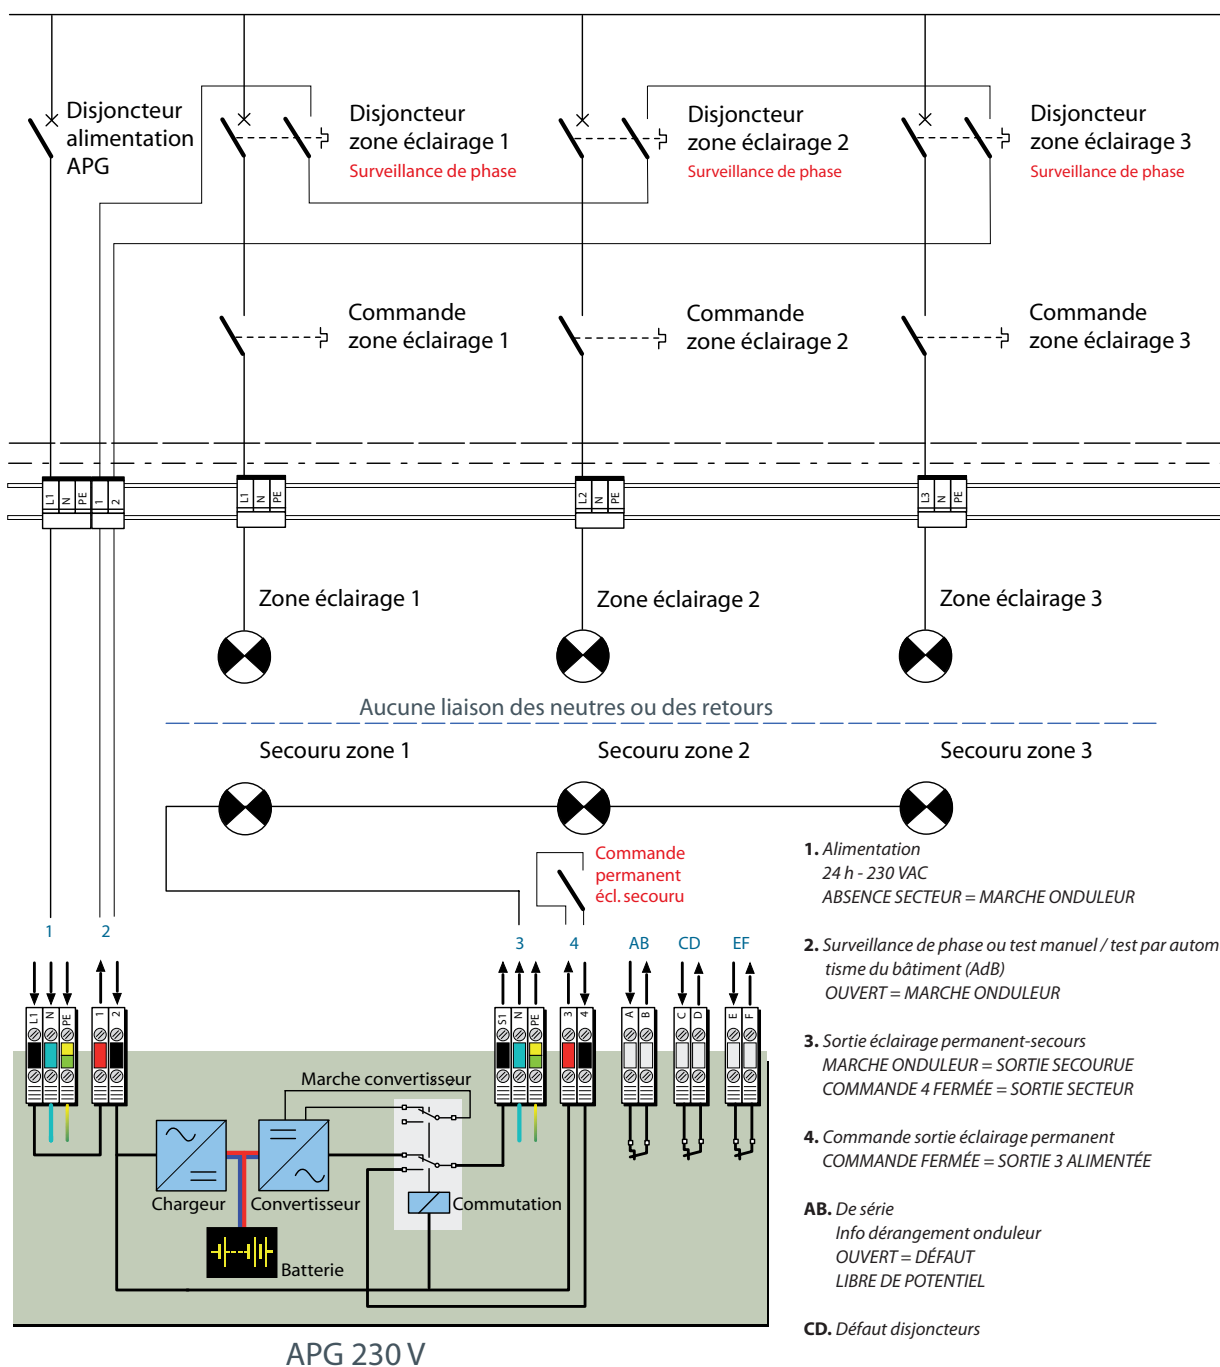 Disjoncteur
alimentation
APG
Disjoncteur
zone éclairage 1
Surveillance de phase
Disjoncteur
zone éclairage 2
Surveillance de phase
Disjoncteur
zone éclairage 3
Surveillance de phase
Commande
zone éclairage 1
Commande
zone éclairage 2
Commande
zone éclairage 3
L1 N PE 1 2
L1 N PE
L2 N PE
L3 N PE
Zone éclairage 1
Zone éclairage 2
Zone éclairage 3
Aucune liaison des neutres ou des retours
Secouru zone 1
Secouru zone 2
Secouru zone 3
Commande
permanent
écl. secouru
1 2 3 4 AB CD EF
L1 N PE 1 2 S1 N PE 3 4 A B C D E F
Marche convertisseur
Chargeur
Convertisseur
Commutation
Batterie
APG 230 V
1. Alimentation
24 h - 230 VAC
ABSENCE SECTEUR = MARCHE ONDULEUR
2. Surveillance de phase ou test manuel / test par autom
tisme du bâtiment (AdB)
OUVERT = MARCHE ONDULEUR
3. Sortie éclairage permanent-secours
MARCHE ONDULEUR = SORTIE SECOURUE
COMMANDE 4 FERMÉE = SORTIE SECTEUR
4. Commande sortie éclairage permanent
COMMANDE FERMÉE = SORTIE 3 ALIMENTÉE
AB. De série
Info dérangement onduleur
OUVERT = DÉFAUT
LIBRE DE POTENTIEL
CD. Défaut disjoncteurs